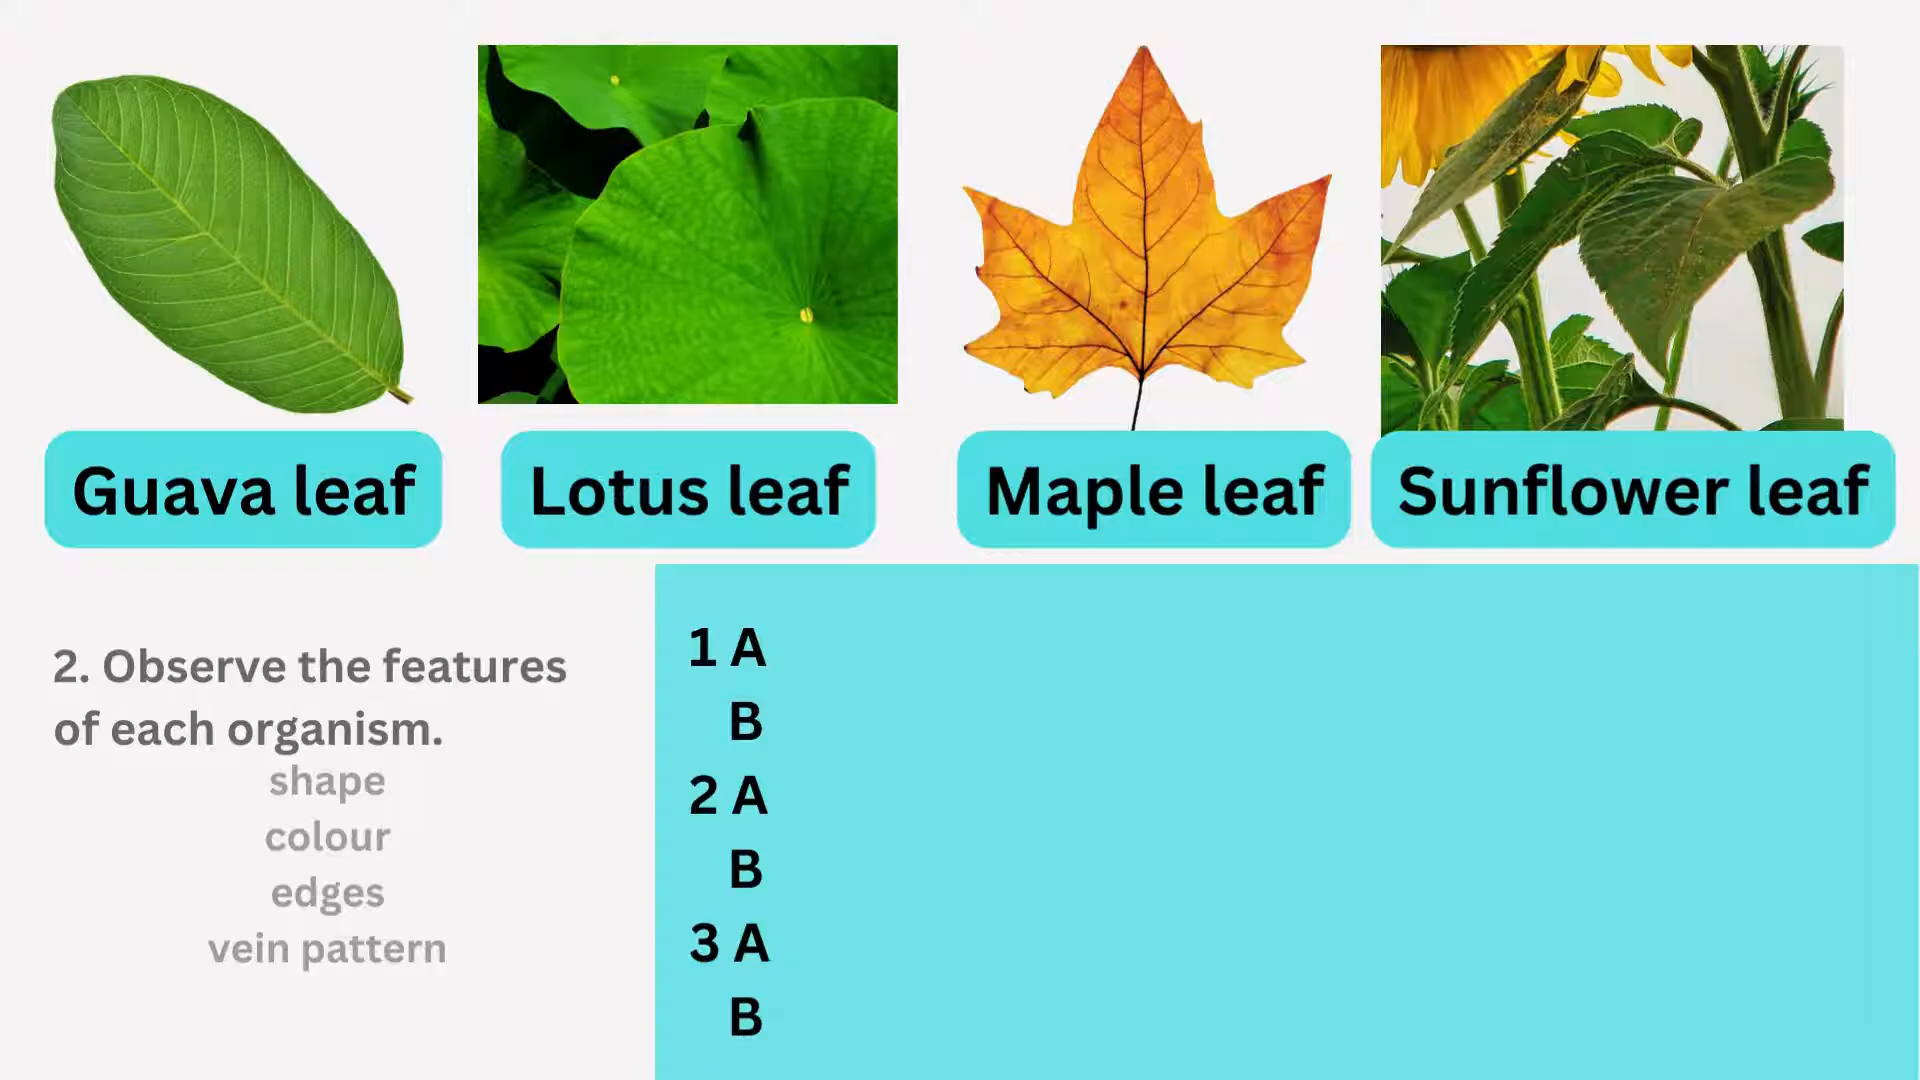 Guava leaf
Lotus leaf
Maple leaf
Sunflower leaf
2. Observe the features
of each organism.
shape
colour
edges
vein pattern
1 A
B
2 A
B
3 A
B